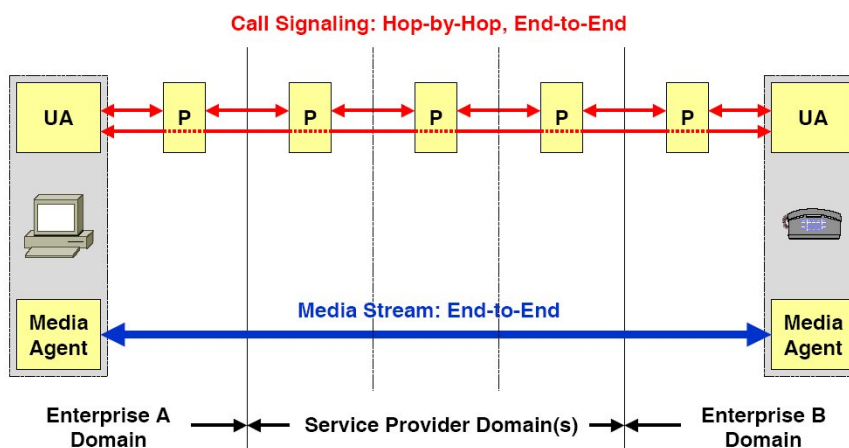 Call Signaling: Hop-by-Hop, End-to-End
UA
P
P
P
P
P
UA
Media Stream: End-to-End
Media
Agent
Media
Agent
Enterprise A
Domain
Service Provider Domain(s)
Enterprise B
Domain